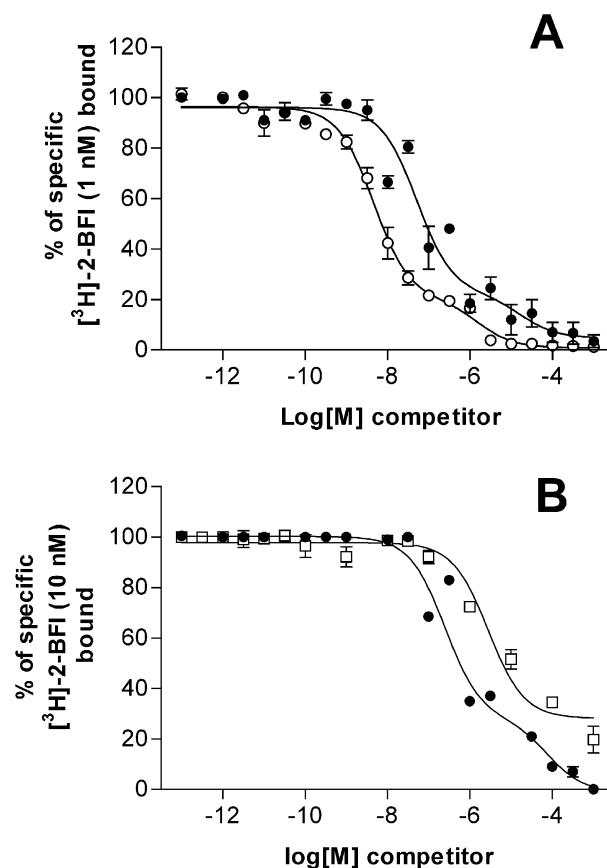 A
120
100
80
60
40
20
0
% of specific
[³H]-2-BFI (1 nM) bound
-12 -10 -8 -6 -4
Log[M] competitor
B
120
100
80
60
40
20
0
% of specific
[³H]-2-BFI (10 nM)
bound
-12 -10 -8 -6 -4
log[M] competitor